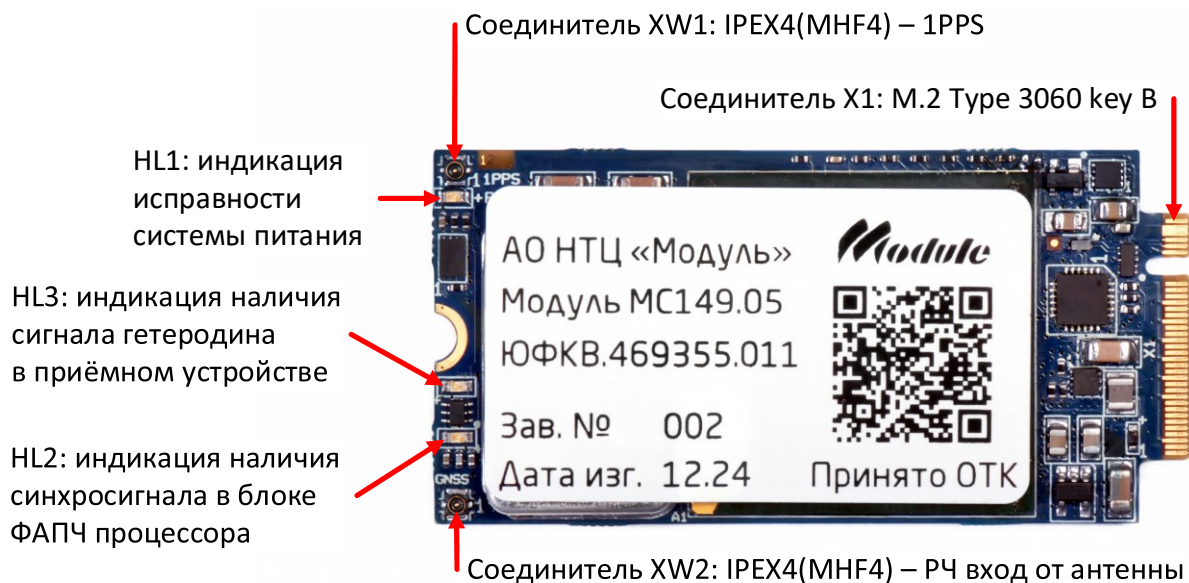 Соединитель XW1: IPEX4(MHF4) – 1PPS
Соединитель X1: M.2 Type 3060 key B
HL1: индикация
исправности
системы питания
HL3: индикация наличия
сигнала гетеродина
в приёмном устройстве
HL2: индикация наличия
синхросигнала в блоке
ФАПЧ процессора
1PPS
АО НТЦ «Модуль»
Module
Модуль МС149.05
ЮФКВ.469355.011
Зав. № 002
Дата изг. 12.24 Принято ОТК
X1
GNSS
A1
Соединитель XW2: IPEX4(MHF4) – РЧ вход от антенны